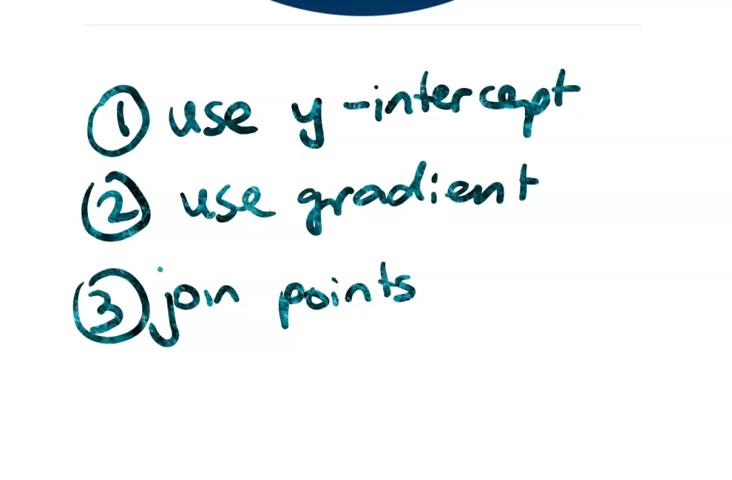 ① use y-intercept
② use gradient
③ join points